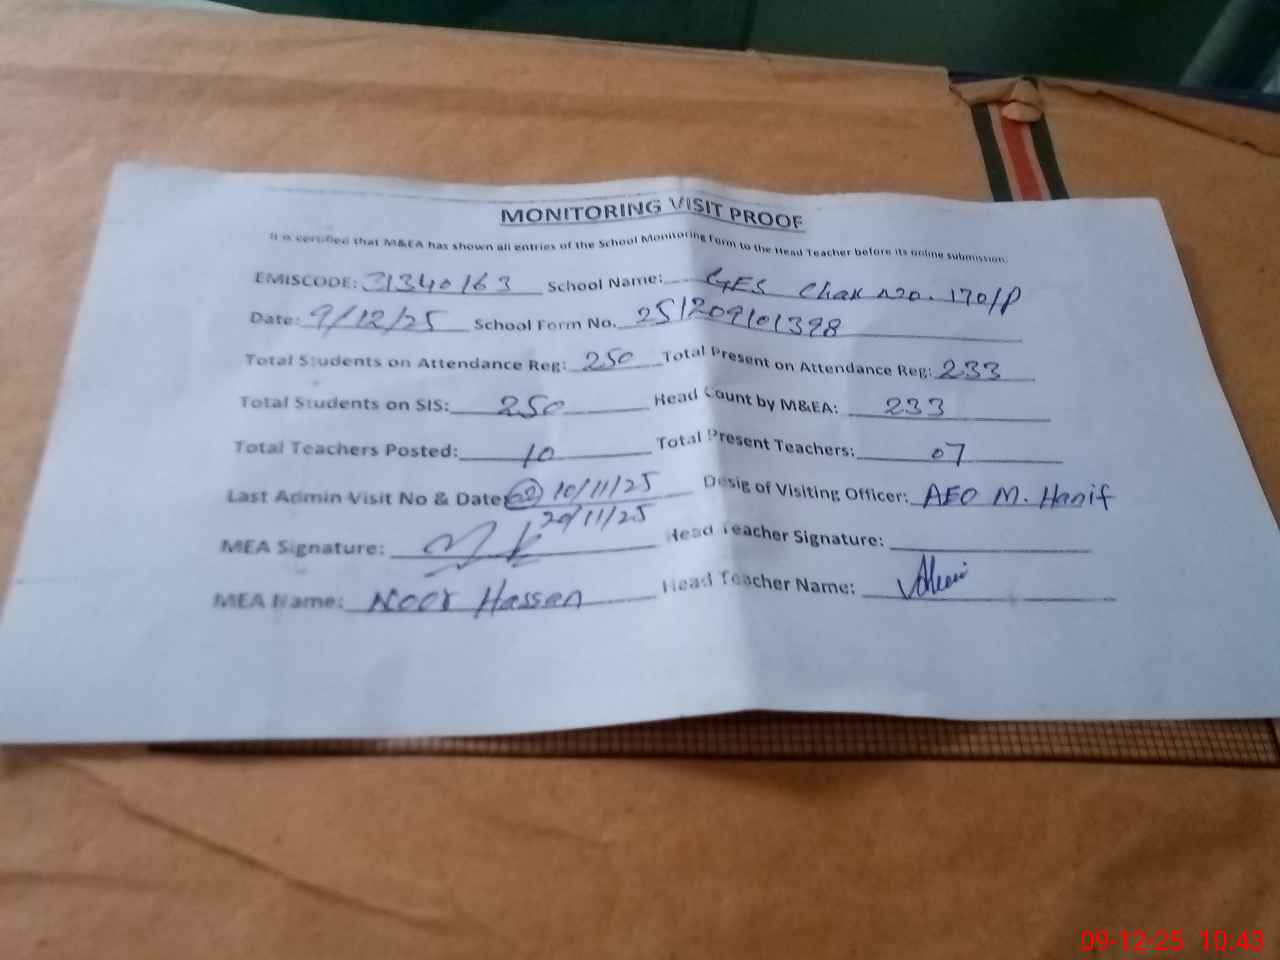 MONITORING VISIT PROOF
It is certified that M&EA has shown all entries of the School Monitoring Form to the Head Teacher before its online submission.
EMISCODE: 31340163 School Name: GES Chak No. 170/P
Date: 9/12/25 School Form No. 251209101398
Total Students on Attendance Reg: 250 Total Present on Attendance Reg: 233
Total Students on SIS: 250 Head Count by M&EA: 233
Total Teachers Posted: 10 Total Present Teachers: 07
Last Admin Visit No & Date: 02 10/11/25 Desig of Visiting Officer: AEO M. Hanif
20/11/25
MEA Signature: Head Teacher Signature:
MEA Name: Noor Hassan Head Teacher Name:
09-12-25 10:43